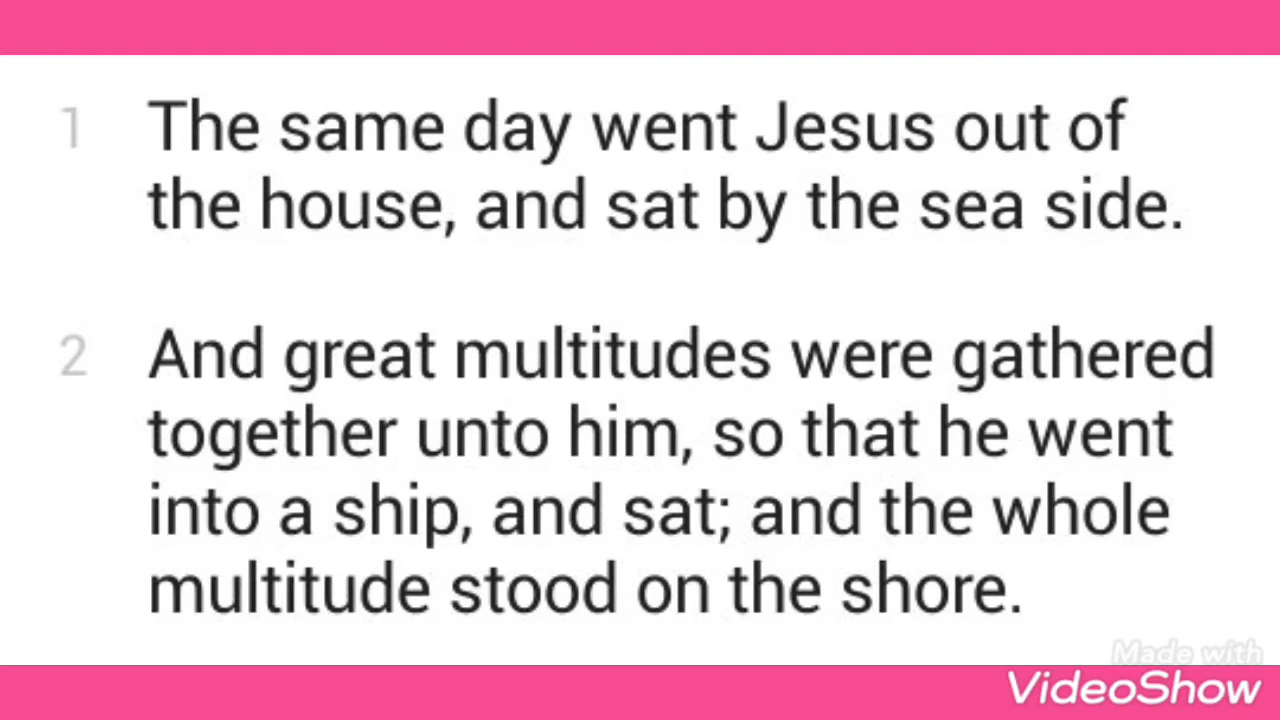 1 The same day went Jesus out of
the house, and sat by the sea side.
2 And great multitudes were gathered
together unto him, so that he went
into a ship, and sat; and the whole
multitude stood on the shore.
Made with
VideoShow